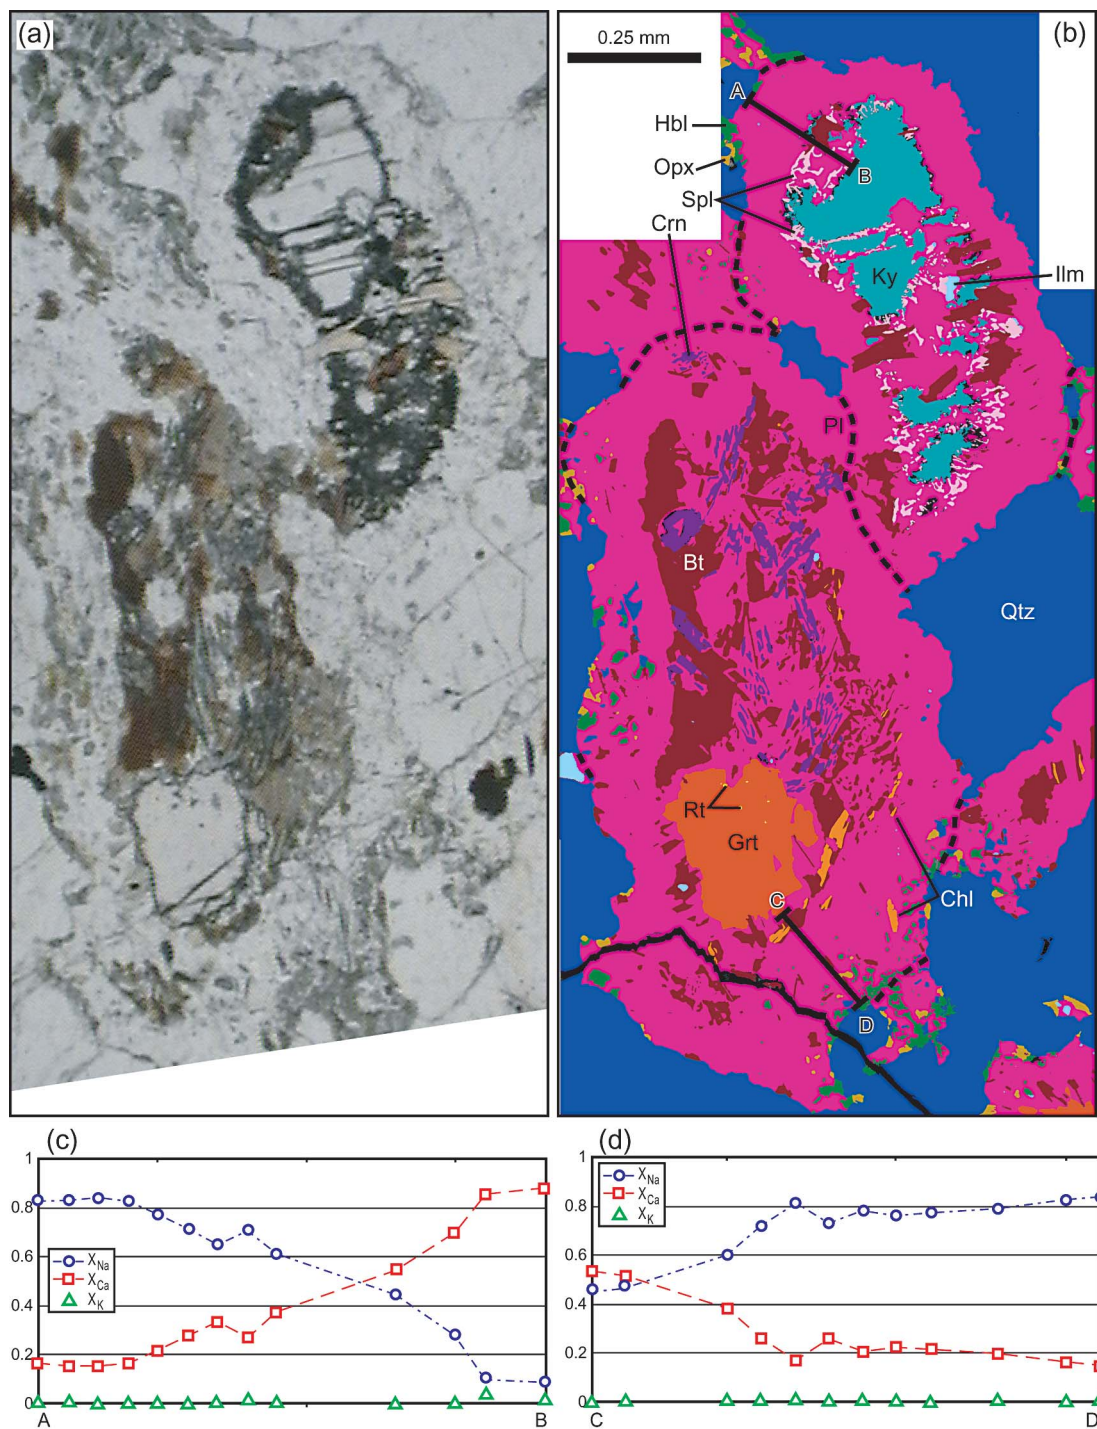 (a)
(b)
0.25 mm
A
Hbl
Opx
B
Spl
Crn
Ky
Ilm
Pl
Bt
Qtz
Rt
Grt
C
Chl
D
(c)
(d)
1
0.8
0.6
0.4
0.2
0
X_Na
X_Ca
X_K
A
B
1
0.8
0.6
0.4
0.2
0
X_Na
X_Ca
X_K
C
D